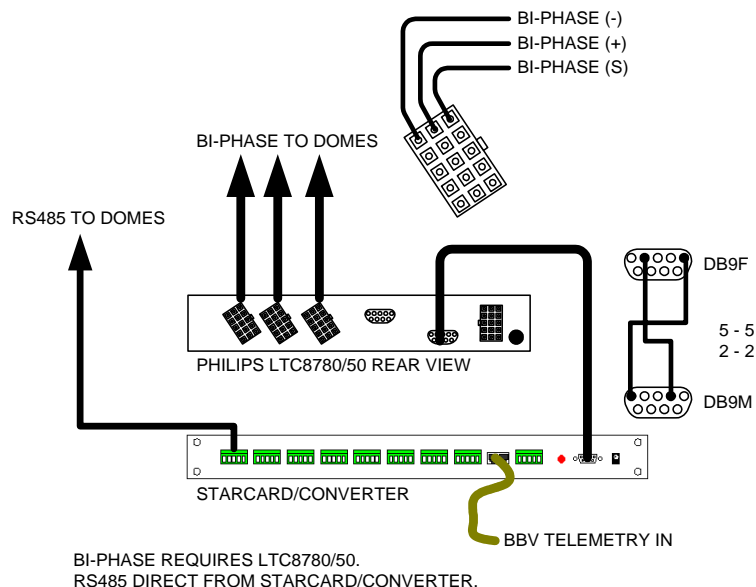 BI-PHASE (-)
BI-PHASE (+)
BI-PHASE (S)
BI-PHASE TO DOMES
RS485 TO DOMES
DB9F
5 - 5
2 - 2
DB9M
PHILIPS LTC8780/50 REAR VIEW
STARCARD/CONVERTER
BBV TELEMETRY IN
BI-PHASE REQUIRES LTC8780/50.
RS485 DIRECT FROM STARCARD/CONVERTER.